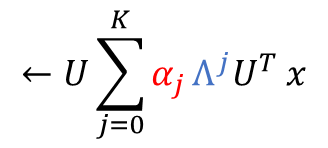 ← U ∑_{j=0}^{K} α_j Λ^j U^T x